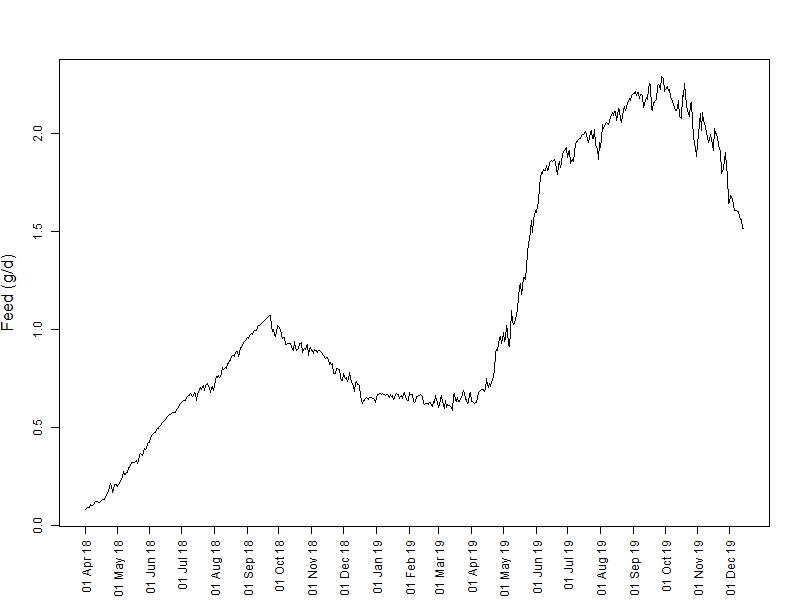 Feed (g/d)
2.0
1.5
1.0
0.5
0.0
01 Apr 18
01 May 18
01 Jun 18
01 Jul 18
01 Aug 18
01 Sep 18
01 Oct 18
01 Nov 18
01 Dec 18
01 Jan 19
01 Feb 19
01 Mar 19
01 Apr 19
01 May 19
01 Jun 19
01 Jul 19
01 Aug 19
01 Sep 19
01 Oct 19
01 Nov 19
01 Dec 19